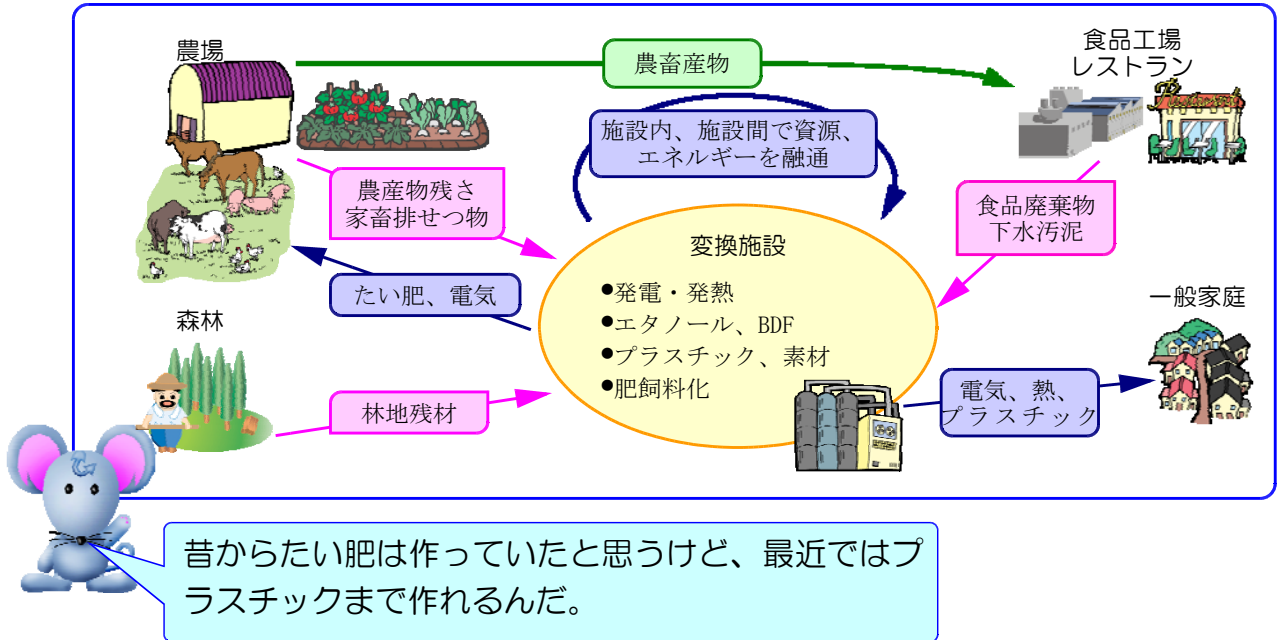 農場
農畜産物
食品工場
レストラン
Restaurant
施設内、施設間で資源、
エネルギーを融通
農産物残さ
家畜排せつ物
食品廃棄物
下水汚泥
変換施設
●発電・発熱
●エタノール、BDF
●プラスチック、素材
●肥飼料化
たい肥、電気
一般家庭
森林
林地残材
電気、熱、
プラスチック
昔からたい肥は作っていたと思うけど、最近ではプ
ラスチックまで作れるんだ。